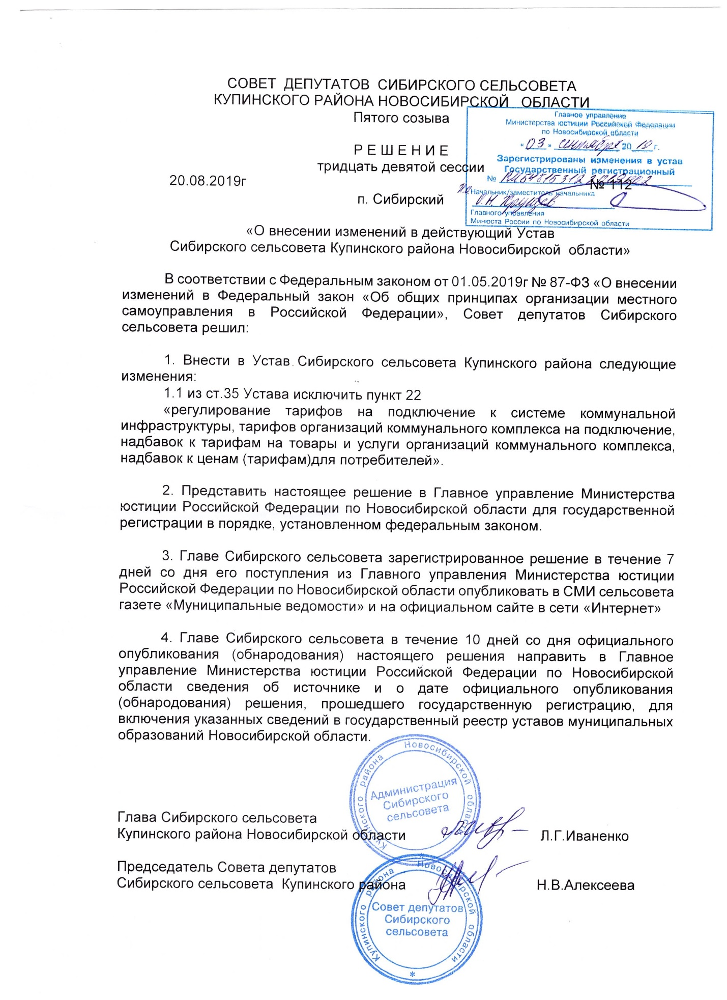 СОВЕТ ДЕПУТАТОВ СИБИРСКОГО СЕЛЬСОВЕТА
КУПИНСКОГО РАЙОНА НОВОСИБИРСКОЙ ОБЛАСТИ
Пятого созыва
Главное управление
Министерства юстиции Российской Федерации
по Новосибирской области
«03» сентября 2019 г.
Зарегистрированы изменения в устав
Государственный регистрационный
№
Начальник/заместитель начальника
О.Н. Хрущев
Главного управления
Минюста России по Новосибирской области
Р Е Ш Е Н И Е
тридцать девятой сессии
20.08.2019г № 112
п. Сибирский
«О внесении изменений в действующий Устав
Сибирского сельсовета Купинского района Новосибирской области»
В соответствии с Федеральным законом от 01.05.2019г № 87-ФЗ «О внесении
изменений в Федеральный закон «Об общих принципах организации местного
самоуправления в Российской Федерации», Совет депутатов Сибирского
сельсовета решил:
1. Внести в Устав Сибирского сельсовета Купинского района следующие
изменения:
1.1 из ст.35 Устава исключить пункт 22
«регулирование тарифов на подключение к системе коммунальной
инфраструктуры, тарифов организаций коммунального комплекса на подключение,
надбавок к тарифам на товары и услуги организаций коммунального комплекса,
надбавок к ценам (тарифам)для потребителей».
2. Представить настоящее решение в Главное управление Министерства
юстиции Российской Федерации по Новосибирской области для государственной
регистрации в порядке, установленном федеральным законом.
3. Главе Сибирского сельсовета зарегистрированное решение в течение 7
дней со дня его поступления из Главного управления Министерства юстиции
Российской Федерации по Новосибирской области опубликовать в СМИ сельсовета
газете «Муниципальные ведомости» и на официальном сайте в сети «Интернет»
4. Главе Сибирского сельсовета в течение 10 дней со дня официального
опубликования (обнародования) настоящего решения направить в Главное
управление Министерства юстиции Российской Федерации по Новосибирской
области сведения об источнике и о дате официального опубликования
(обнародования) решения, прошедшего государственную регистрацию, для
включения указанных сведений в государственный реестр уставов муниципальных
образований Новосибирской области.
Купинского района Новосибирской области
Администрация
Сибирского
сельсовета
Глава Сибирского сельсовета
Купинского района Новосибирской области Л.Г.Иваненко
Председатель Совета депутатов
Сибирского сельсовета Купинского района Н.В.Алексеева
Купинского района Новосибирской области
Совет депутатов
Сибирского
сельсовета